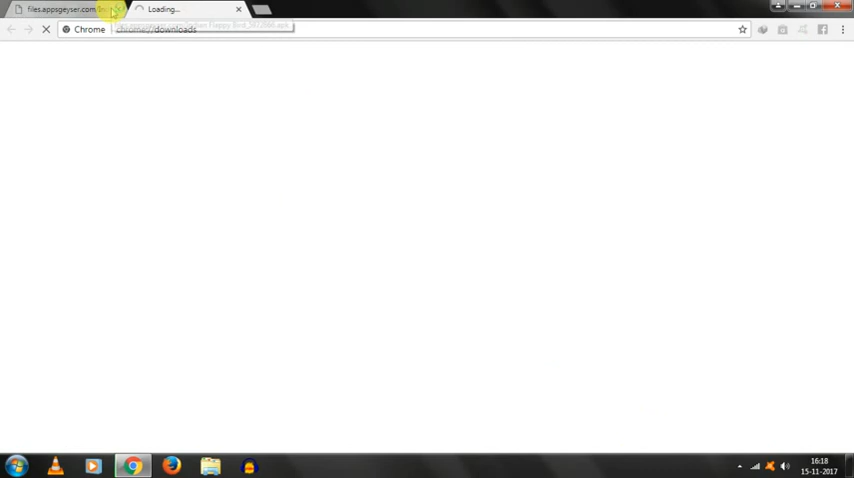 files.appsgeyser.com
Loading...
Chrome
chrome://downloads
16:18
15-11-2017